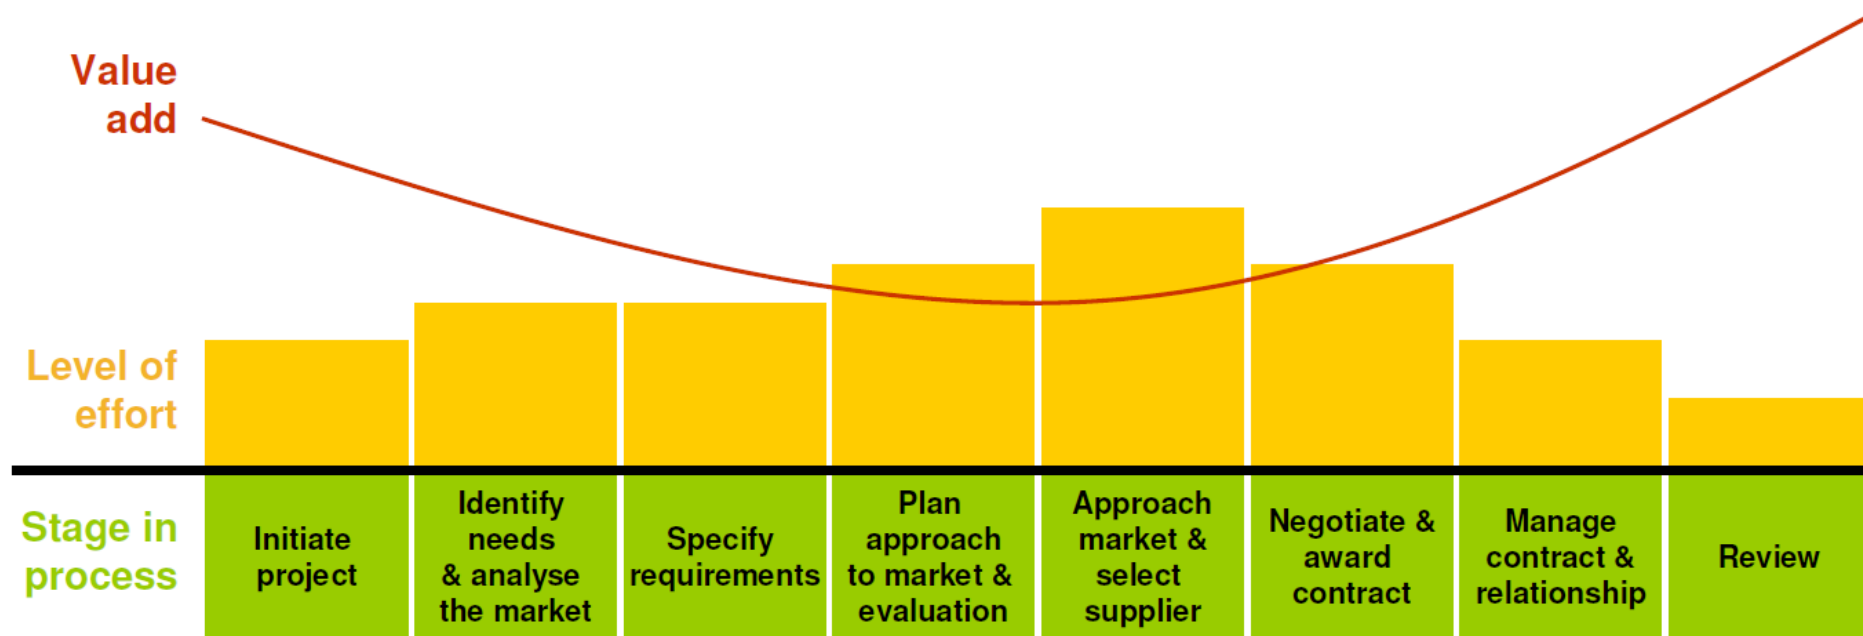 Value
add
Level of
effort
Stage in
process
Initiate
project
Identify
needs
& analyse
the market
Specify
requirements
Plan
approach
to market &
evaluation
Approach
market &
select
supplier
Negotiate &
award
contract
Manage
contract &
relationship
Review